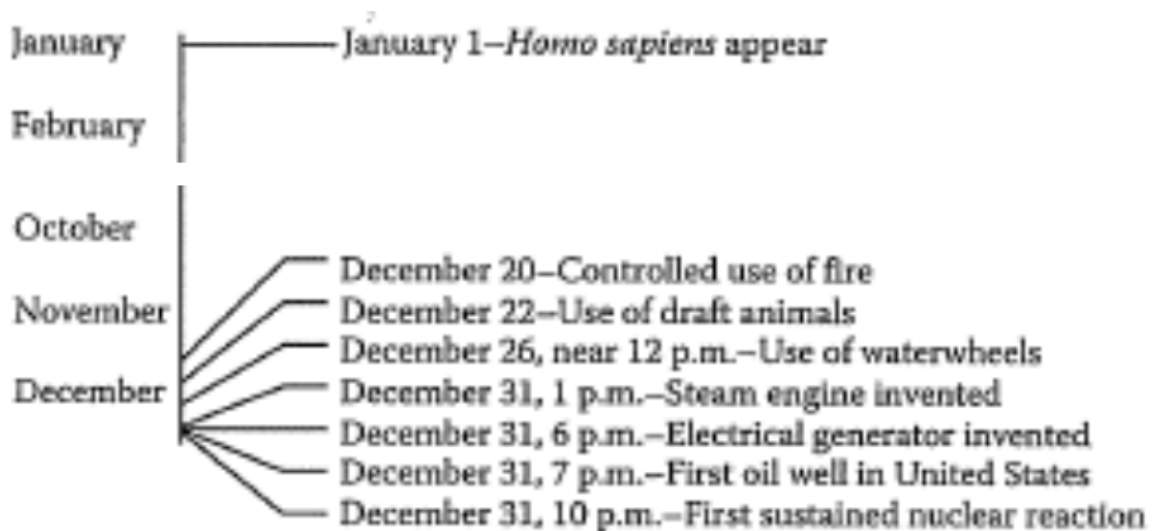 January
January 1–Homo sapiens appear
February
October
December 20–Controlled use of fire
November
December 22–Use of draft animals
December 26, near 12 p.m.–Use of waterwheels
December
December 31, 1 p.m.–Steam engine invented
December 31, 6 p.m.–Electrical generator invented
December 31, 7 p.m.–First oil well in United States
December 31, 10 p.m.–First sustained nuclear reaction